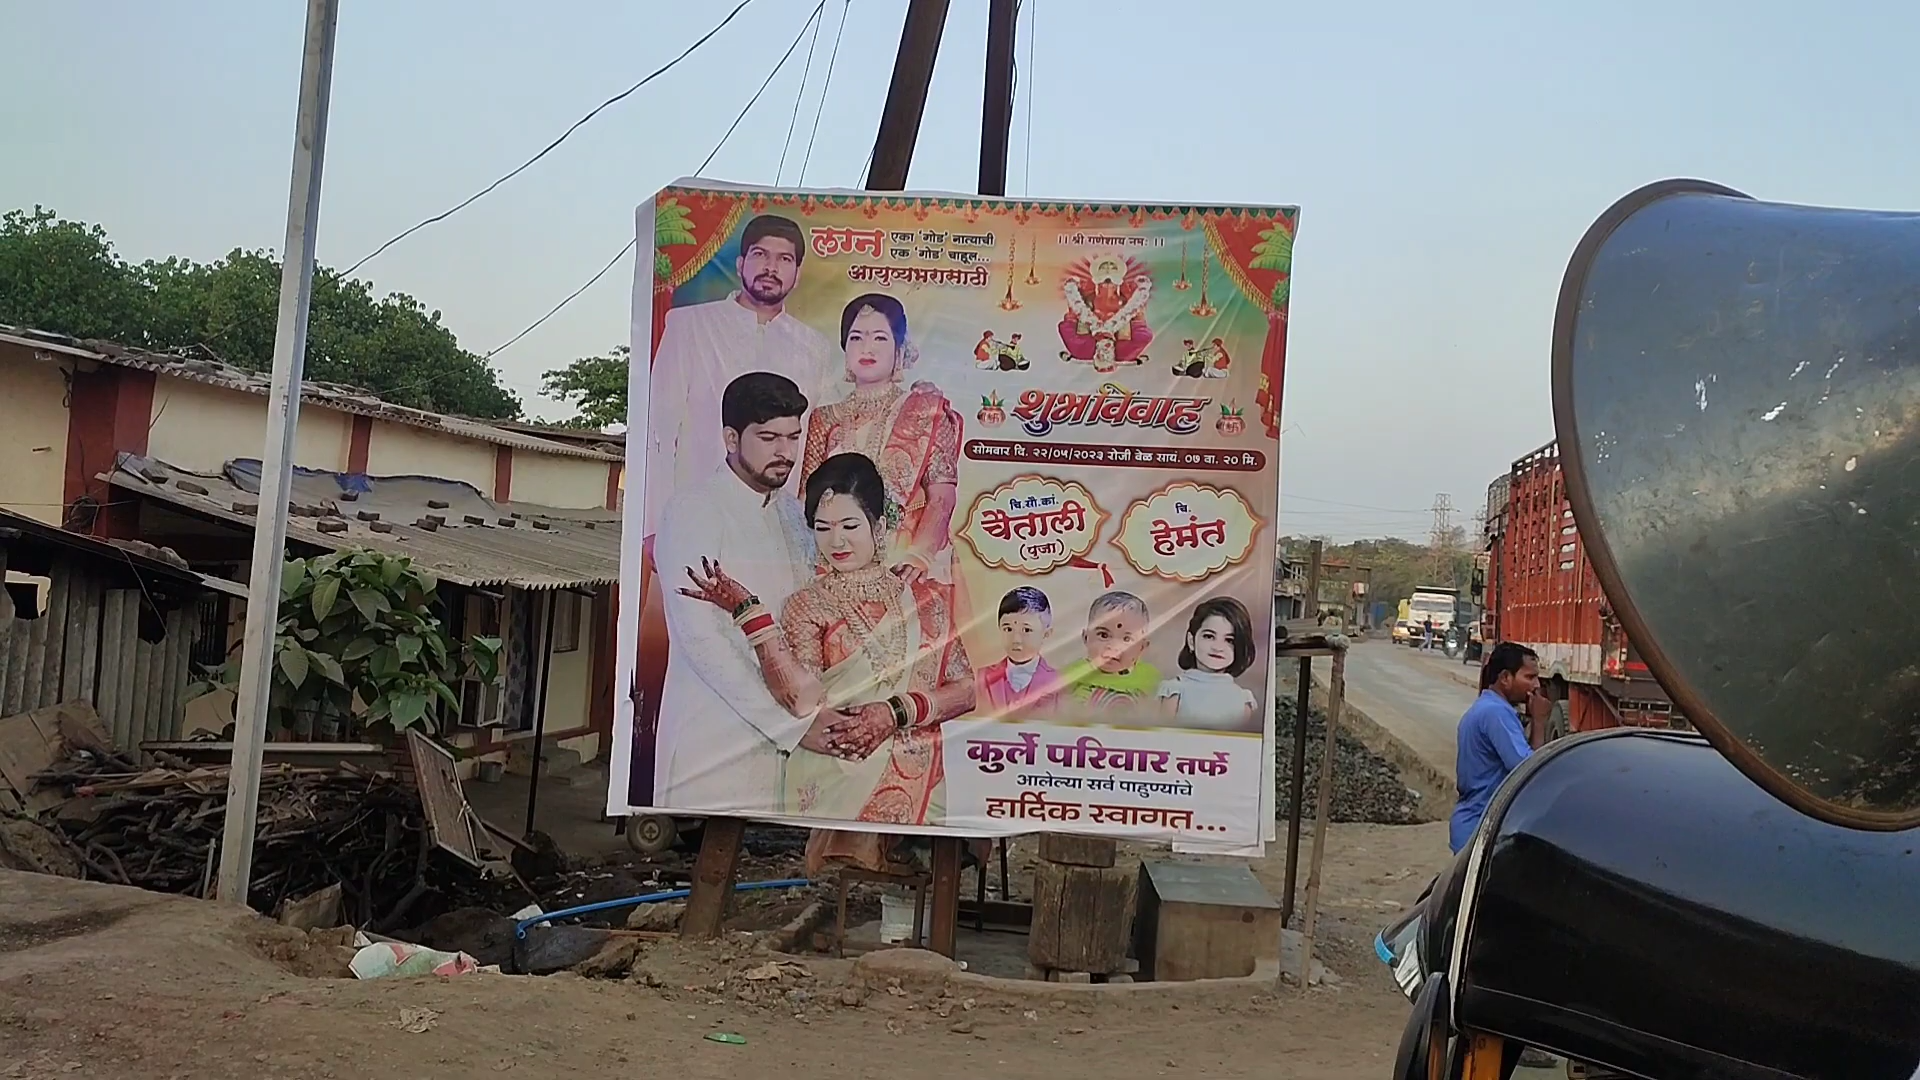 लग्न एका 'गोड' नात्याची
एक 'गोड' चाहूल...
आयुष्यभरासाठी
।। श्री गणेशाय नमः ।।
शुभविवाह
सोमवार दि. २२/०५/२०२३ रोजी वेळ सायं. ०७ वा. २० मि.
चि.सौ.कां.
चैताली
(पुजा)
चि.
हेमंत
कुर्ले परिवार तर्फे
आलेल्या सर्व पाहुण्यांचे
हार्दिक स्वागत...